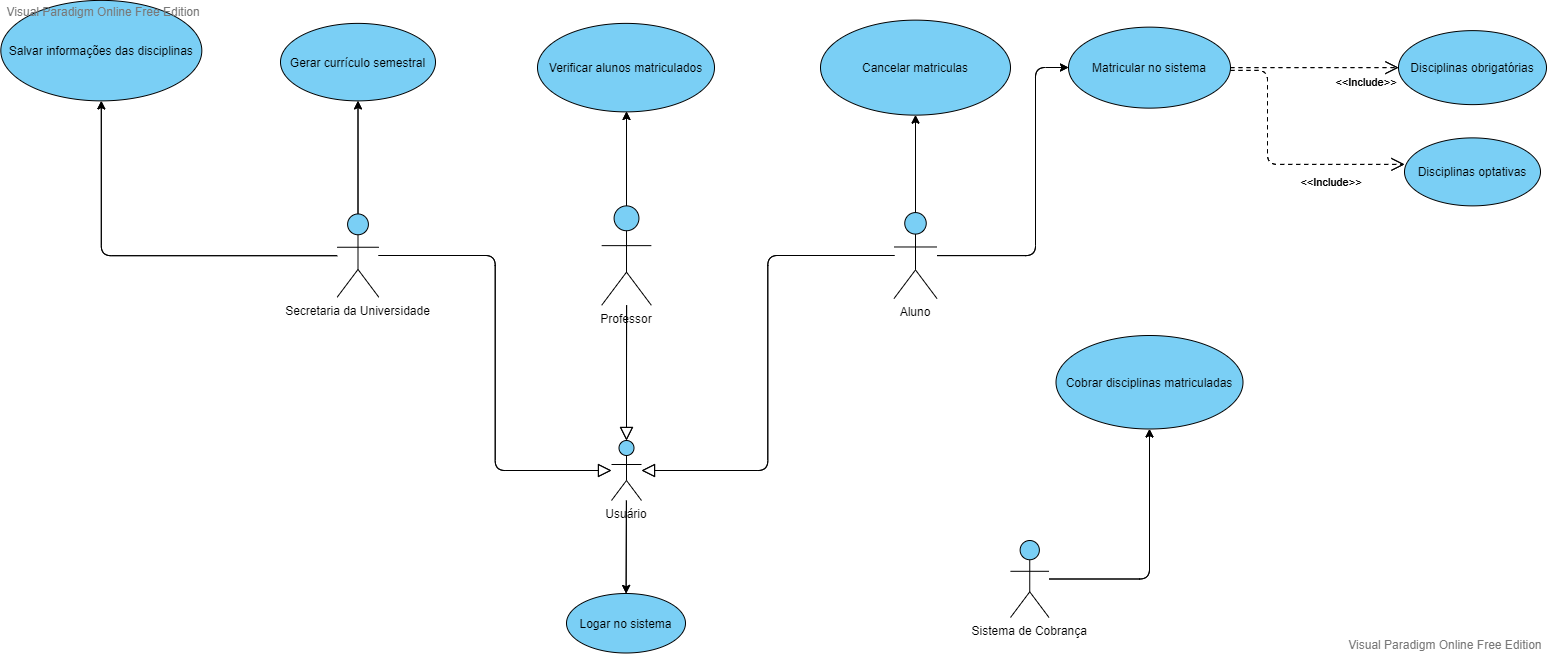 Visual Paradigm Online Free Edition
Salvar informações das disciplinas
Gerar currículo semestral
Verificar alunos matriculados
Cancelar matriculas
Matricular no sistema
Disciplinas obrigatórias
<<Include>>
Disciplinas optativas
<<Include>>
Secretaria da Universidade
Professor
Aluno
Cobrar disciplinas matriculadas
Usuário
Logar no sistema
Sistema de Cobrança
Visual Paradigm Online Free Edition